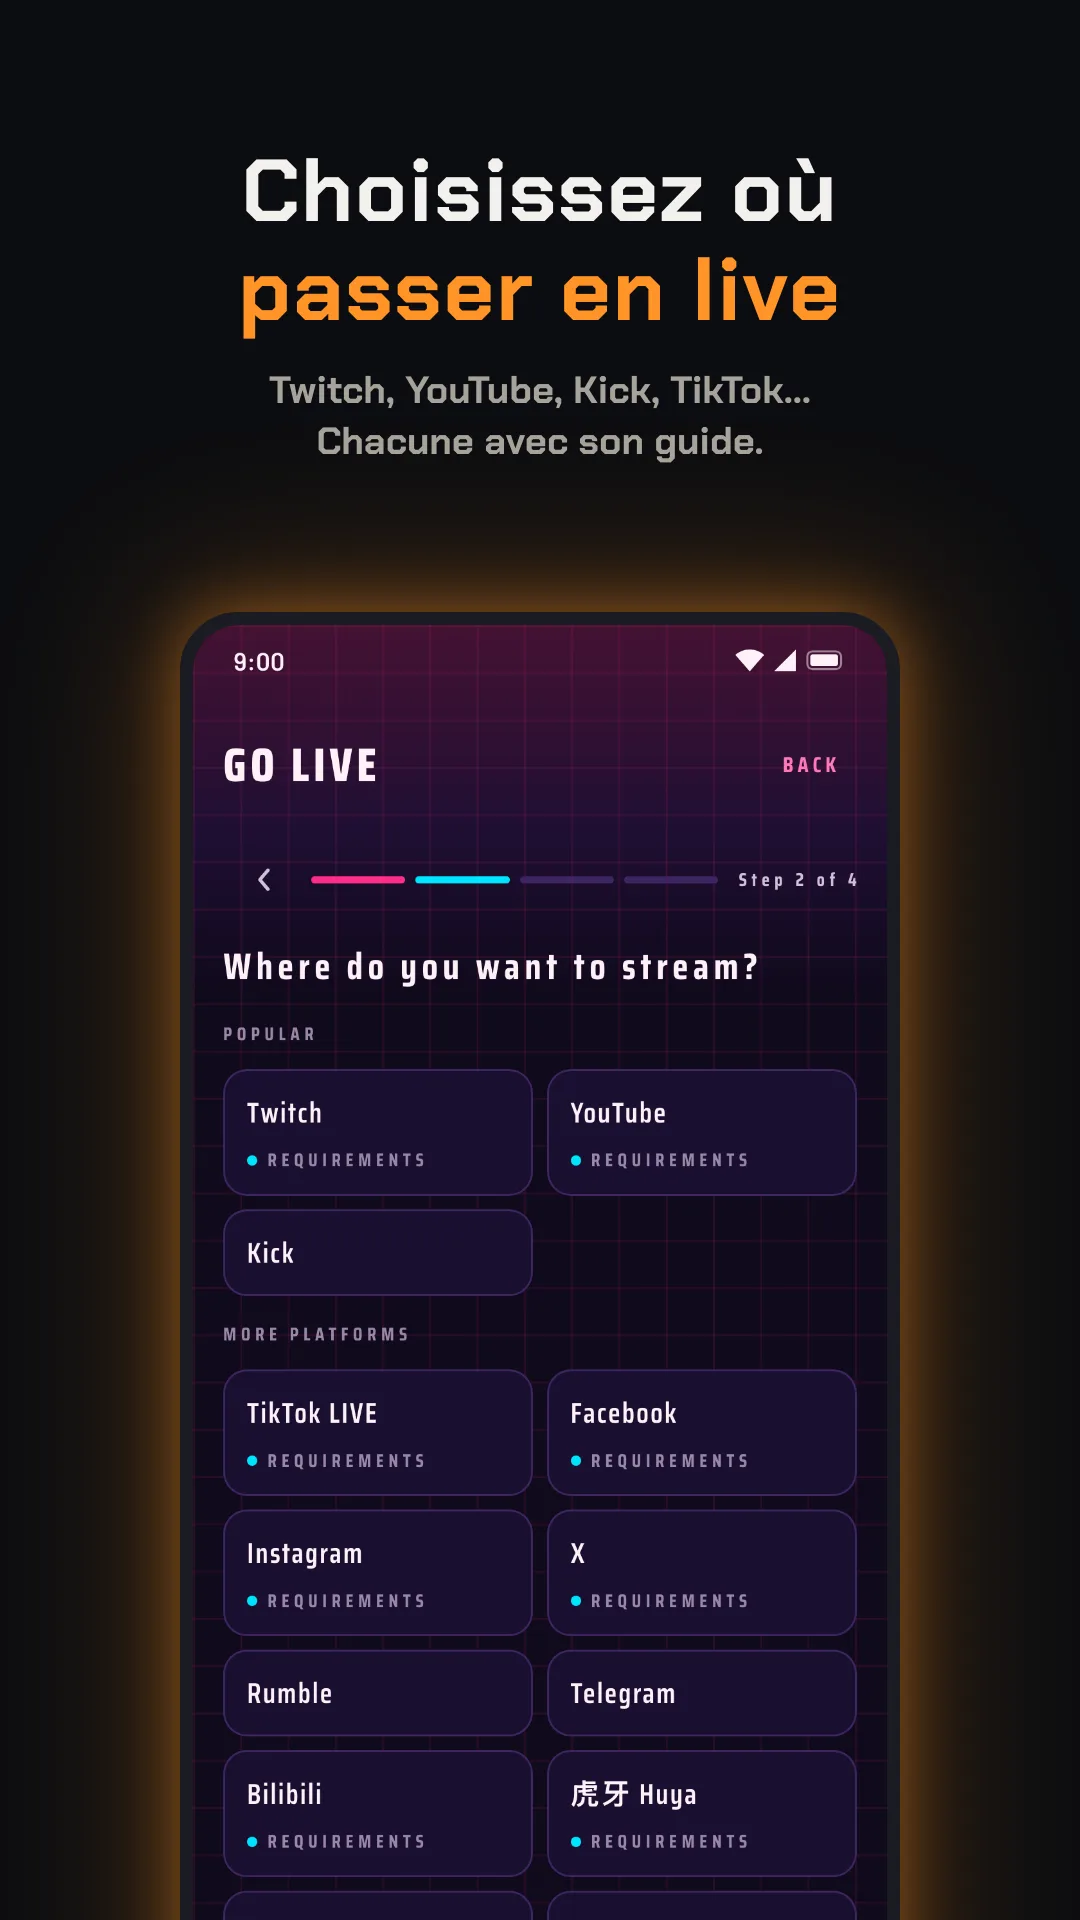 Choisissez où
passer en live
Twitch, YouTube, Kick, TikTok...
Chacune avec son guide.
9:00
GO LIVE
BACK
Step 2 of 4
Where do you want to stream?
POPULAR
Twitch
REQUIREMENTS
YouTube
REQUIREMENTS
Kick
MORE PLATFORMS
TikTok LIVE
REQUIREMENTS
Facebook
REQUIREMENTS
Instagram
REQUIREMENTS
X
REQUIREMENTS
Rumble
Telegram
Bilibili
REQUIREMENTS
虎牙 Huya
REQUIREMENTS